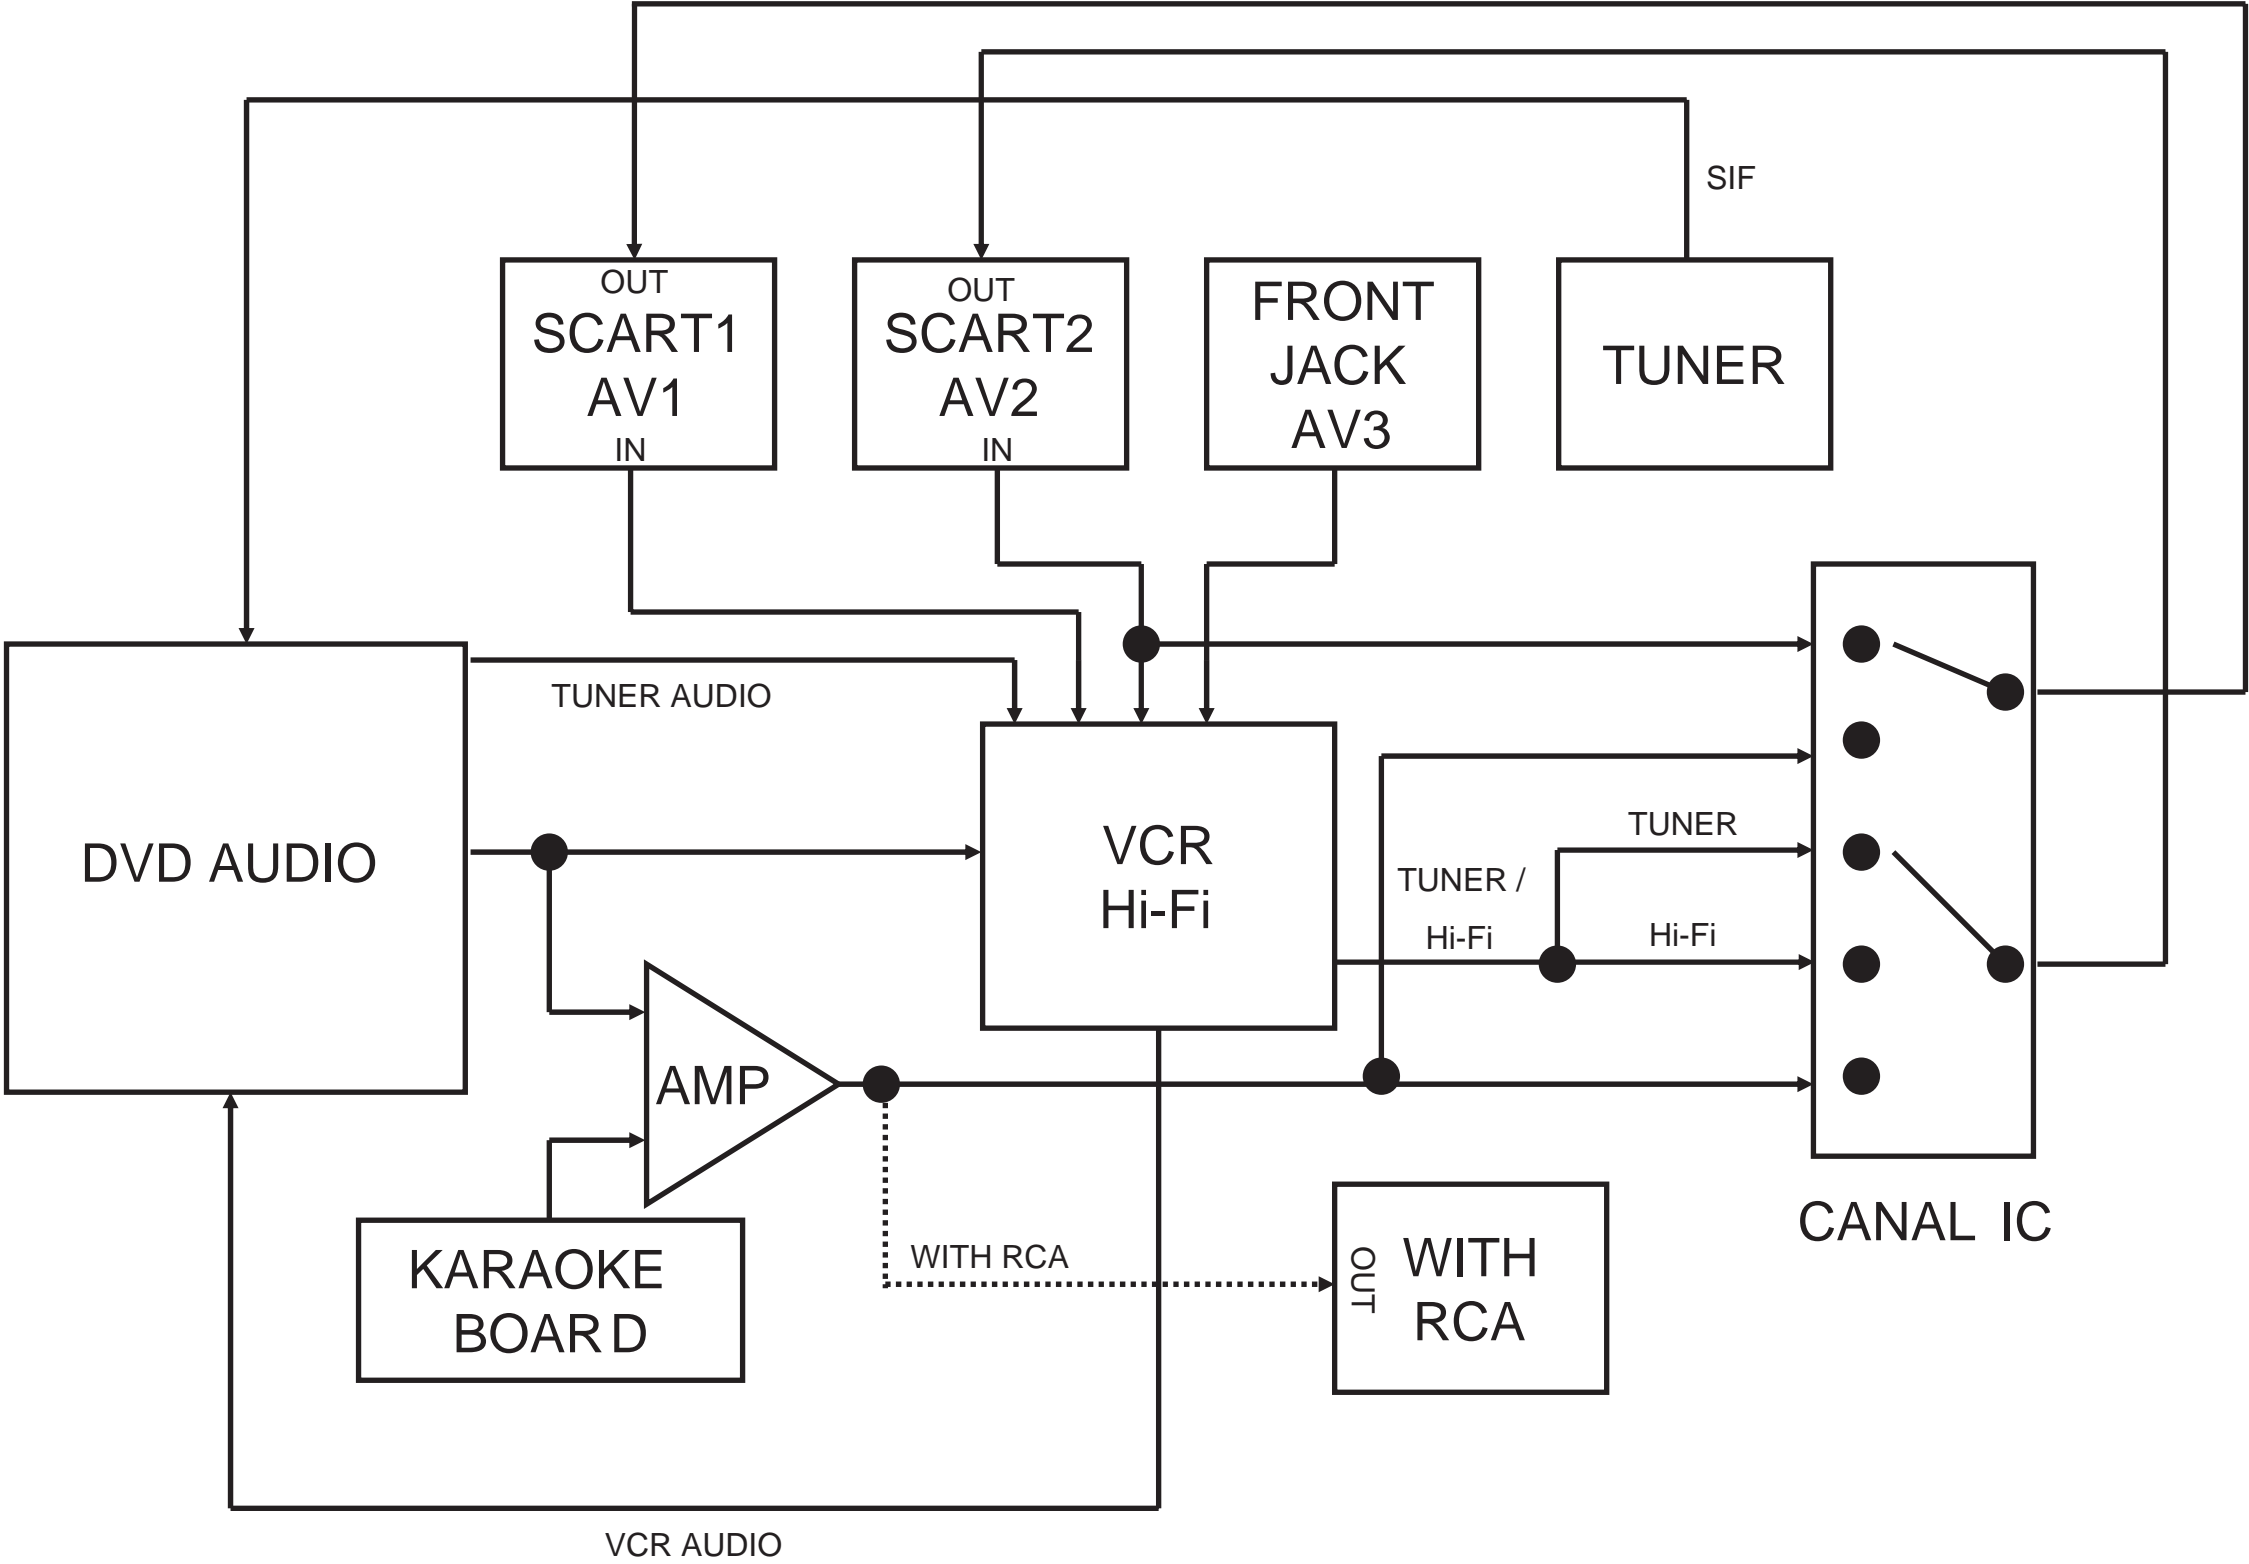 SIF
OUT
SCART1
AV1
IN
OUT
SCART2
AV2
IN
FRONT
JACK
AV3
TUNER
TUNER AUDIO
DVD AUDIO
VCR
Hi-Fi
TUNER
TUNER /
Hi-Fi
Hi-Fi
AMP
CANAL IC
KARAOKE
BOARD
WITH RCA
OUT
WITH
RCA
VCR AUDIO